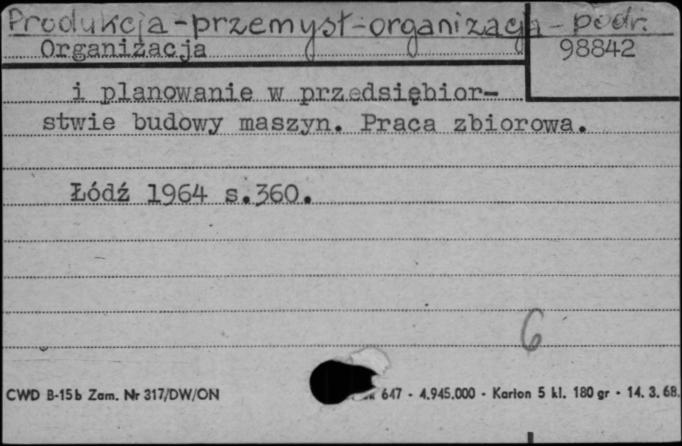 Produkcja-przemysł-organizacja - podr.
Organizacja
98842
i planowanie w przedsiębior-
stwie budowy maszyn. Praca zbiorowa.
Łódź 1964 s.360.
6
CWD B-15b Zam. Nr 317/DW/ON
647 - 4.945.000 - Karton 5 kl. 180 gr - 14. 3. 68.